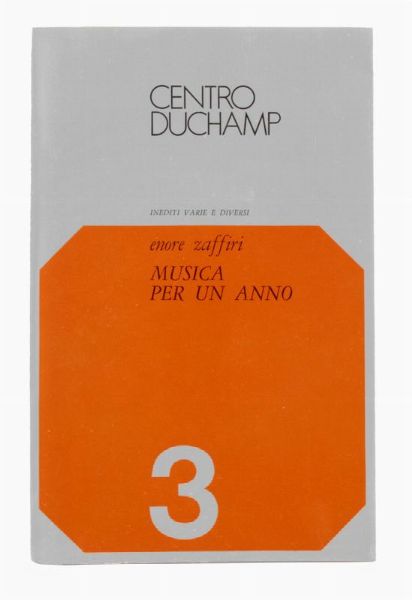 CENTRO
DUCHAMP
INEDITI VARIE E DIVERSI
enore zaffiri
MUSICA
PER UN ANNO
3